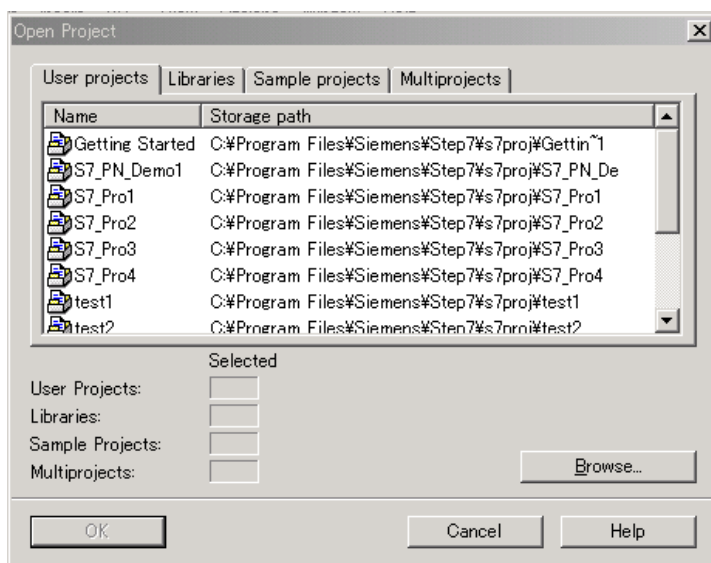 Open Project
User projects Libraries Sample projects Multiprojects
Name Storage path
Getting Started C:¥Program Files¥Siemens¥Step7¥s7proj¥Gettin~1
S7_PN_Demo1 C:¥Program Files¥Siemens¥Step7¥s7proj¥S7_PN_De
S7_Pro1 C:¥Program Files¥Siemens¥Step7¥s7proj¥S7_Pro1
S7_Pro2 C:¥Program Files¥Siemens¥Step7¥s7proj¥S7_Pro2
S7_Pro3 C:¥Program Files¥Siemens¥Step7¥s7proj¥S7_Pro3
S7_Pro4 C:¥Program Files¥Siemens¥Step7¥s7proj¥S7_Pro4
test1 C:¥Program Files¥Siemens¥Step7¥s7proj¥test1
test2 C:¥Program Files¥Siemens¥Step7¥s7proj¥test2
Selected
User Projects:
Libraries:
Sample Projects:
Multiprojects:
Browse...
OK Cancel Help